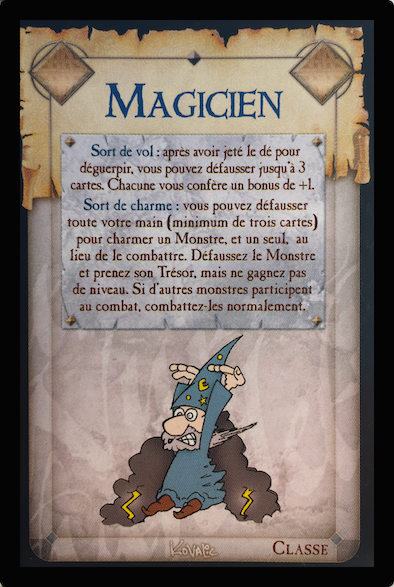 Magicien
Sort de vol : après avoir jeté le dé pour
déguerpir, vous pouvez défausser jusqu'à 3
cartes. Chacune vous confère un bonus de +1.
Sort de charme : vous pouvez défausser
toute votre main (minimum de trois cartes)
pour charmer un Monstre, et un seul, au
lieu de le combattre. Défaussez le Monstre
et prenez son Trésor, mais ne gagnez pas
de niveau. Si d'autres monstres participent
au combat, combattez-les normalement.
Kovalic
Classe